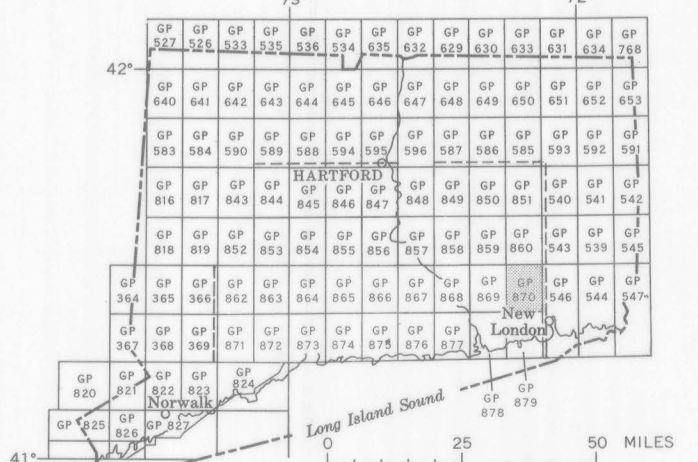 73° 72°
GP GP GP GP GP GP GP GP GP GP GP GP GP GP
527 526 533 535 536 534 635 632 629 630 633 631 634 768
42°
GP GP GP GP GP GP GP GP GP GP GP GP GP GP
640 641 642 643 644 645 646 647 648 649 650 651 652 653
GP GP GP GP GP GP GP GP GP GP GP GP GP GP
583 584 590 589 588 594 595 596 587 586 585 593 592 591
HARTFORD
GP GP GP GP GP GP GP GP GP GP GP GP GP GP
816 817 843 844 845 846 847 848 849 850 851 540 541 542
GP GP GP GP GP GP GP GP GP GP GP GP GP GP
818 819 852 853 854 855 856 857 858 859 860 543 539 545
GP GP GP GP GP GP GP GP GP GP GP GP GP GP GP
364 365 366 862 863 864 865 866 867 868 869 870 546 544 547
New
London
GP GP GP GP GP GP GP GP GP GP
367 368 369 871 872 873 874 875 876 877
GP GP GP GP GP
820 821 822 823 824
GP GP
878 879
Norwalk
GP 825 GP 826 GP 827
Long Island Sound
41°
0 25 50 MILES